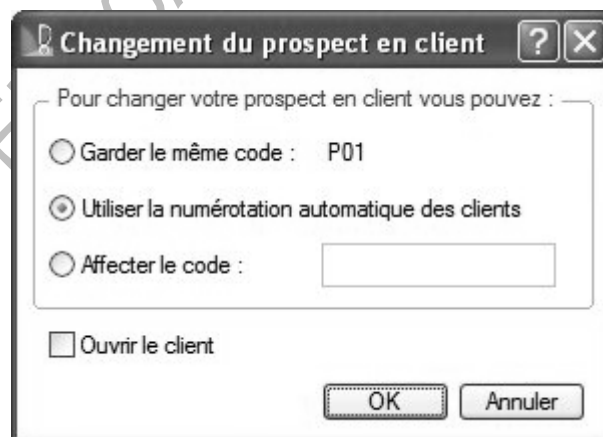 Changement du prospect en client
Pour changer votre prospect en client vous pouvez :
Garder le même code : P01
Utiliser la numérotation automatique des clients
Affecter le code :
Ouvrir le client
OK Annuler